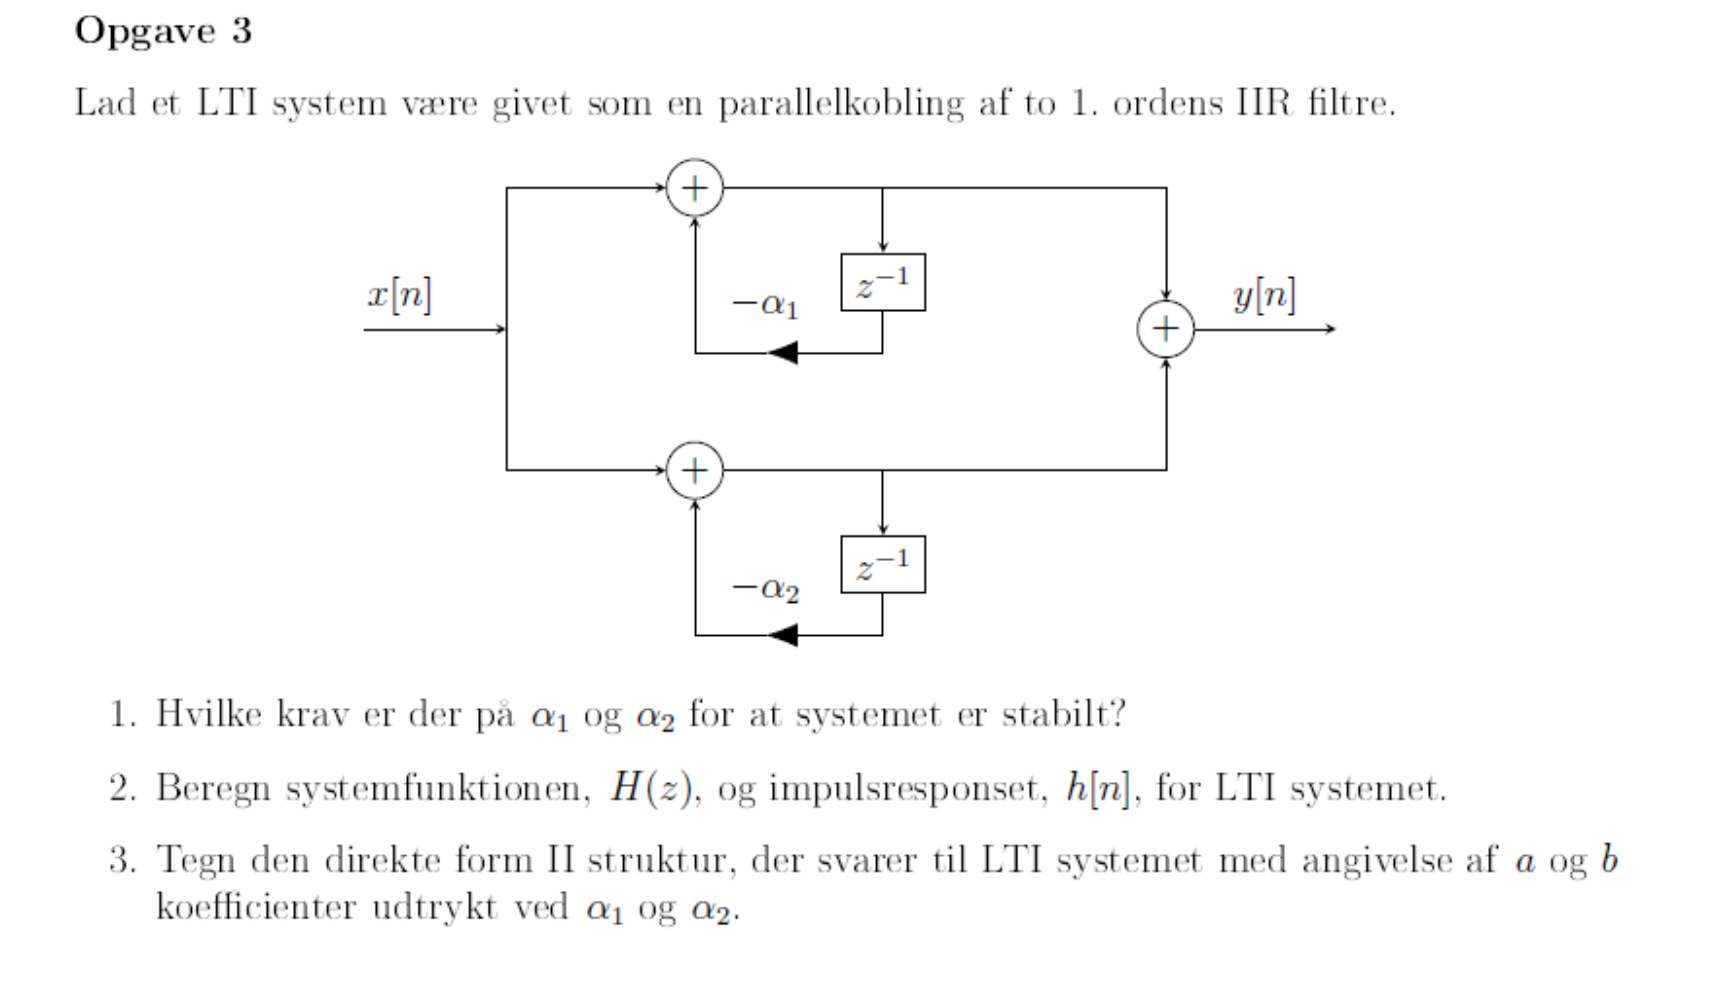 Opgave 3
Lad et LTI system være givet som en parallelkobling af to 1. ordens IIR filtre.
+
x[n]
−α₁
z⁻¹
y[n]
+
+
−α₂
z⁻¹
1. Hvilke krav er der på α₁ og α₂ for at systemet er stabilt?
2. Beregn systemfunktionen, H(z), og impulsresponset, h[n], for LTI systemet.
3. Tegn den direkte form II struktur, der svarer til LTI systemet med angivelse af a og b
koefficienter udtrykt ved α₁ og α₂.